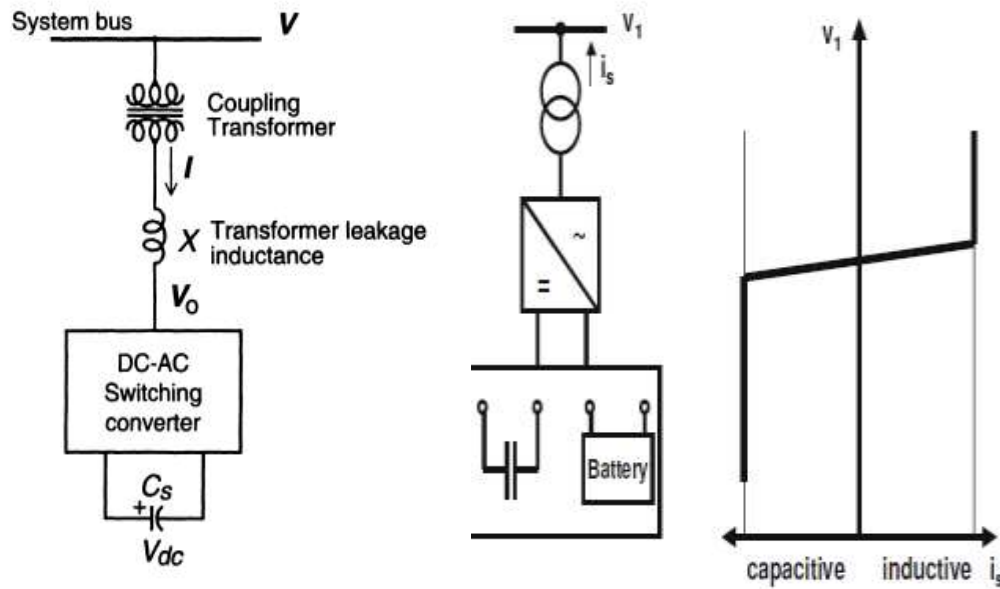 System bus
V
Coupling
Transformer
I
X
Transformer leakage
inductance
Vo
DC-AC
Switching
converter
Cs
+
Vdc
V1
is
~
=
Battery
V1
capacitive
inductive
is